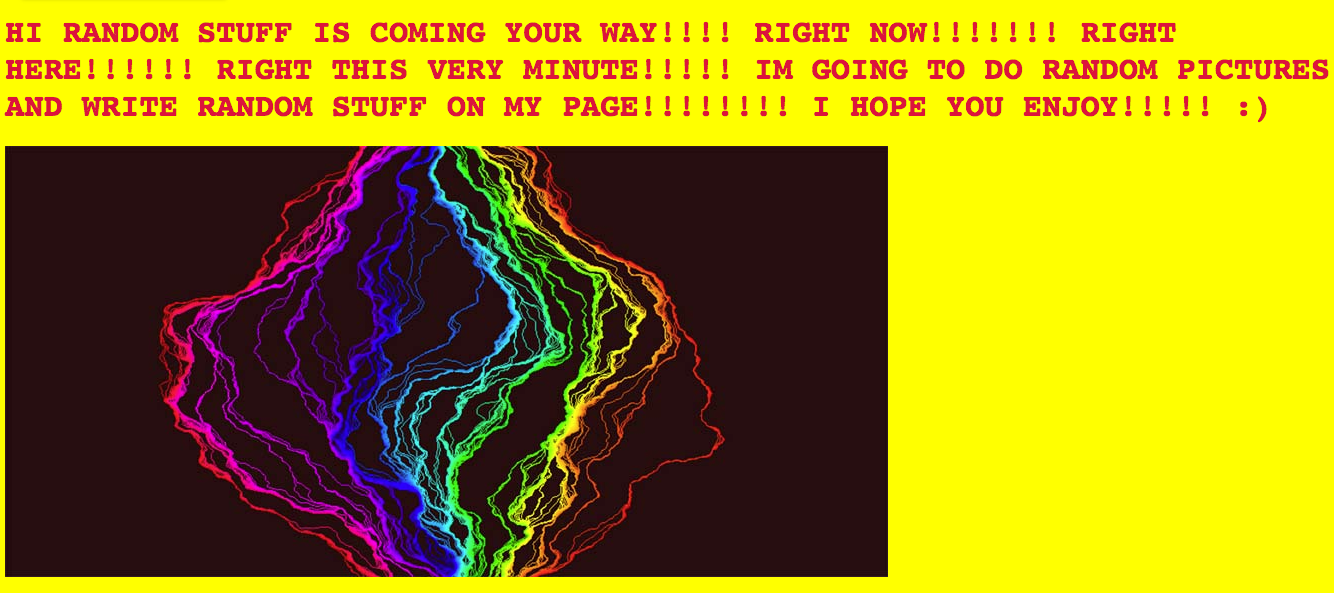 HI RANDOM STUFF IS COMING YOUR WAY!!!! RIGHT NOW!!!!!!! RIGHT
HERE!!!!!! RIGHT THIS VERY MINUTE!!!!! IM GOING TO DO RANDOM PICTURES
AND WRITE RANDOM STUFF ON MY PAGE!!!!!!!! I HOPE YOU ENJOY!!!!! :)